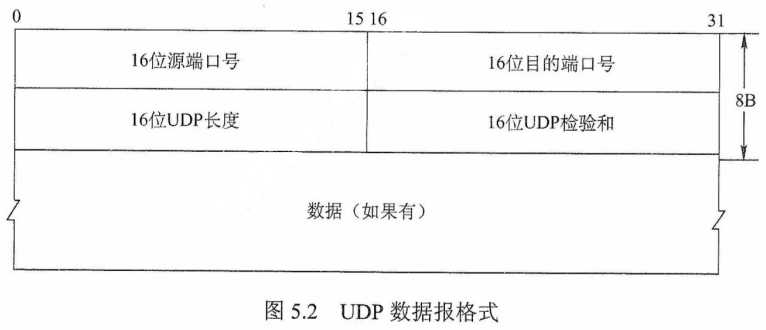 0 15 16 31
16位源端口号 16位目的端口号
8B
16位UDP长度 16位UDP检验和
数据（如果有）
图 5.2 UDP 数据报格式